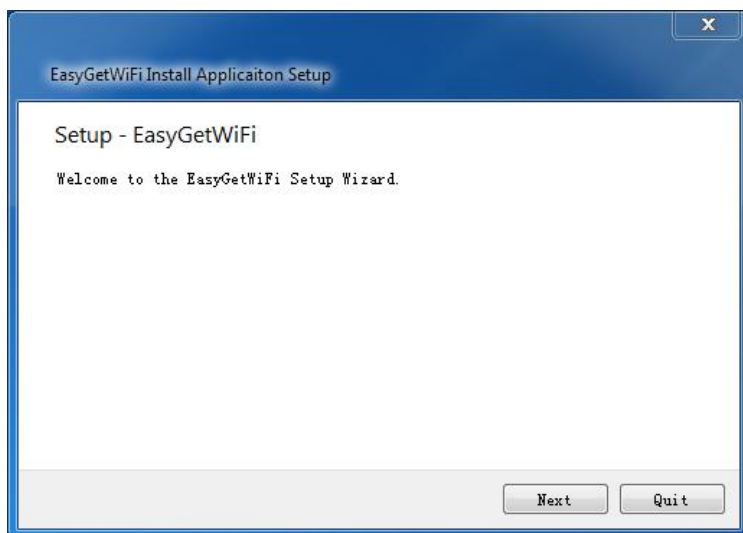 X
EasyGetWiFi Install Applicaiton Setup
Setup - EasyGetWiFi
Welcome to the EasyGetWiFi Setup Wizard.
Next Quit